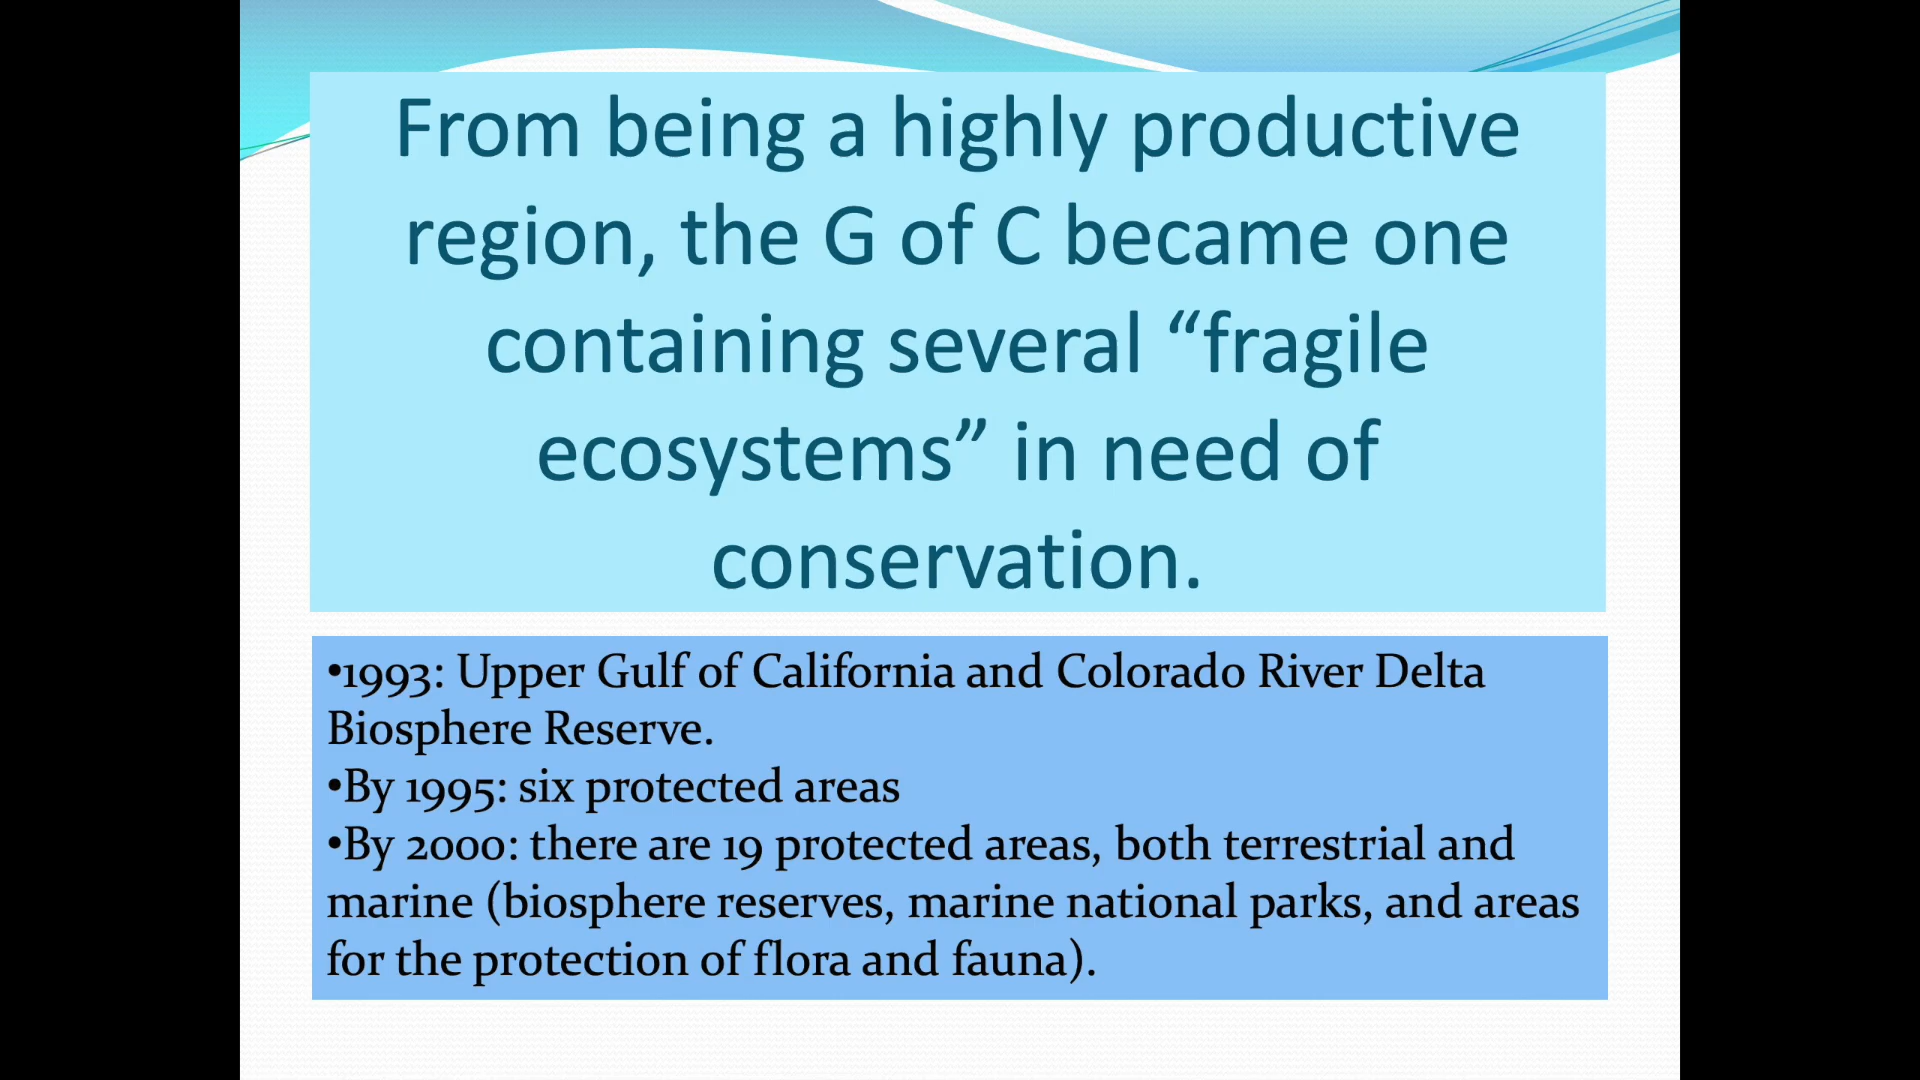 From being a highly productive
region, the G of C became one
containing several “fragile
ecosystems” in need of
conservation.
•1993: Upper Gulf of California and Colorado River Delta
Biosphere Reserve.
•By 1995: six protected areas
•By 2000: there are 19 protected areas, both terrestrial and
marine (biosphere reserves, marine national parks, and areas
for the protection of flora and fauna).